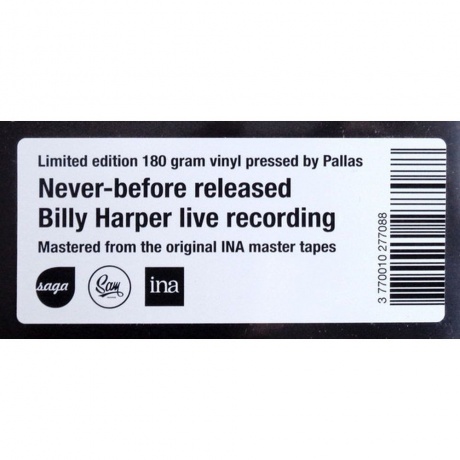 Limited edition 180 gram vinyl pressed by Pallas
Never-before released
Billy Harper live recording
Mastered from the original INA master tapes
saga
Sam
ina
3 770010 277088